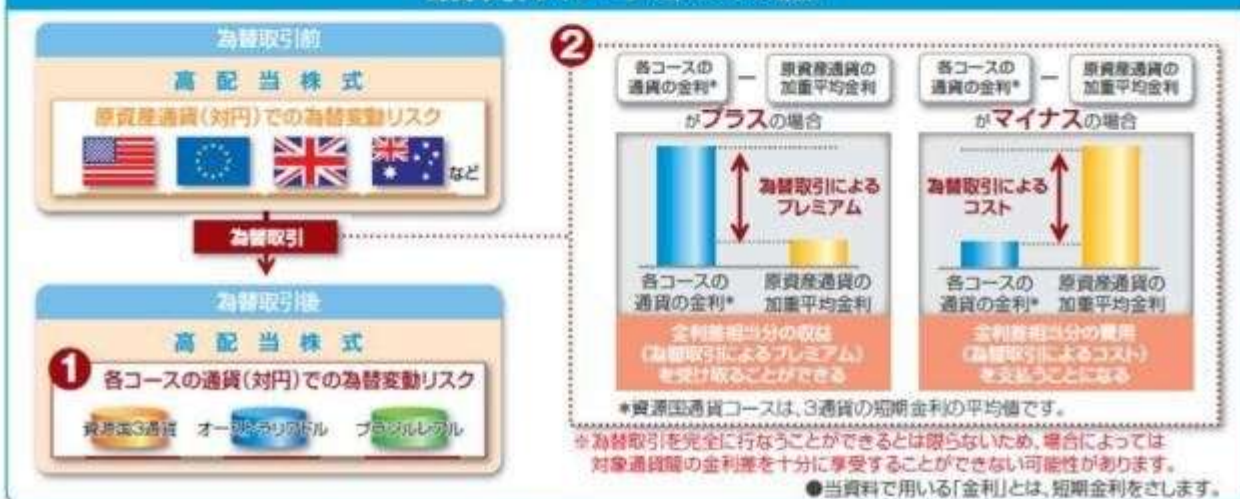 為替取引前
高配当株式
原資産通貨(対円)での為替変動リスク
など
為替取引
為替取引後
高配当株式
1
各コースの通貨(対円)での為替変動リスク
資源国3通貨
オーストラリアドル
ブラジルレアル
2
各コースの
通貨の金利*
ー
原資産通貨の
加重平均金利
がプラスの場合
為替取引による
プレミアム
各コースの
通貨の金利*
原資産通貨の
加重平均金利
金利差相当分の収益
(為替取引によるプレミアム)
を受け取ることができる
各コースの
通貨の金利*
ー
原資産通貨の
加重平均金利
がマイナスの場合
為替取引による
コスト
各コースの
通貨の金利*
原資産通貨の
加重平均金利
金利差相当分の費用
(為替取引によるコスト)
を支払うことになる
*資源国通貨コースは、3通貨の短期金利の平均値です。
※為替取引を完全に行なうことができるとは限らないため、場合によっては
対象通貨間の金利差を十分に享受することができない可能性があります。
●当資料で用いる「金利」とは、短期金利をさします。